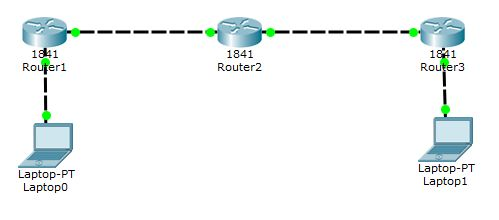 1841
Router1
1841
Router2
1841
Router3
Laptop-PT
Laptop0
Laptop-PT
Laptop1